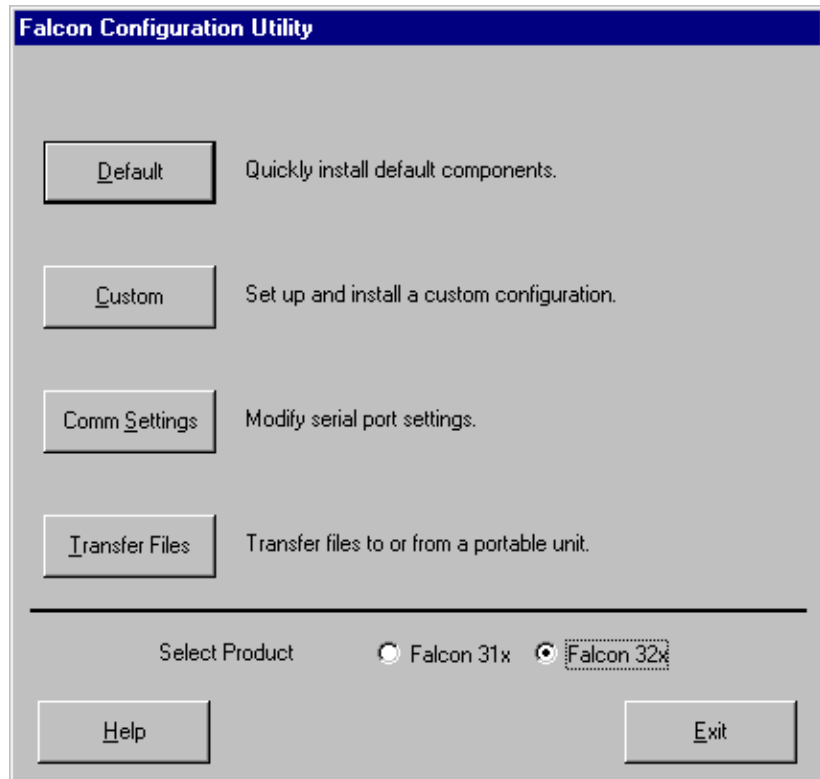 Falcon Configuration Utility
Default Quickly install default components.
Custom Set up and install a custom configuration.
Comm Settings Modify serial port settings.
Transfer Files Transfer files to or from a portable unit.
Select Product Falcon 31x Falcon 32x
Help Exit